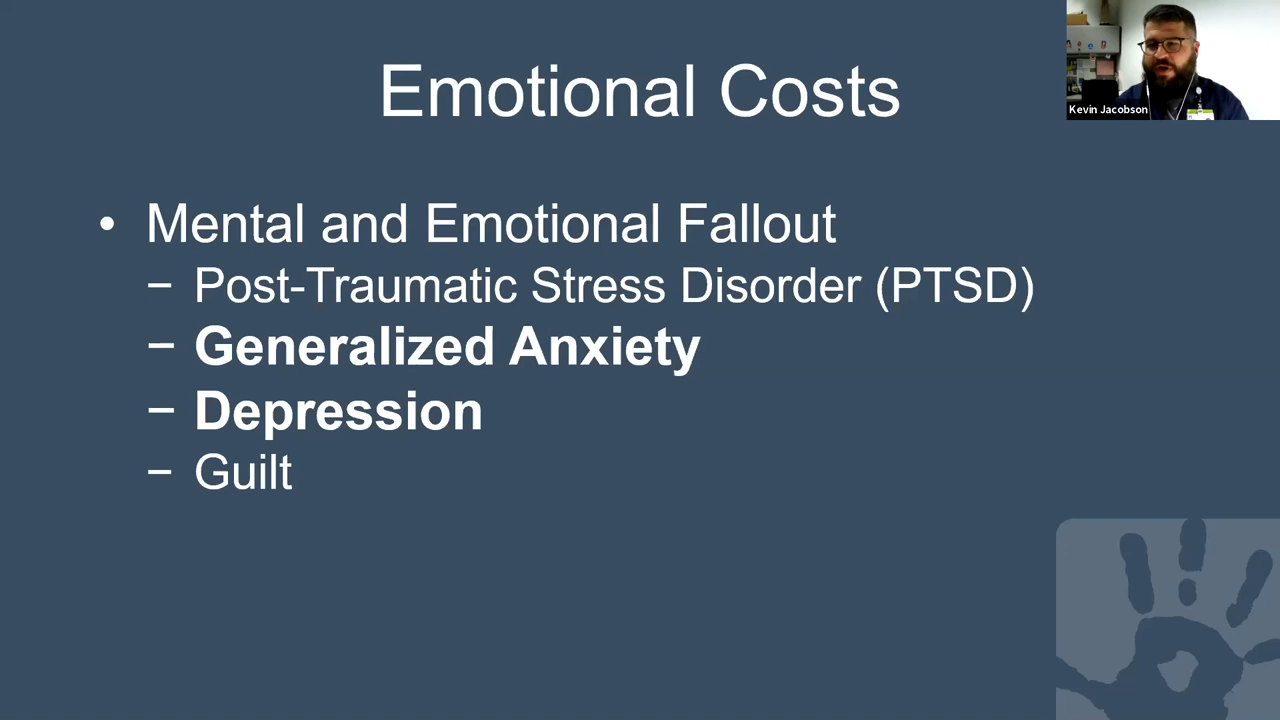 Emotional Costs
Kevin Jacobson
• Mental and Emotional Fallout
– Post-Traumatic Stress Disorder (PTSD)
– Generalized Anxiety
– Depression
– Guilt